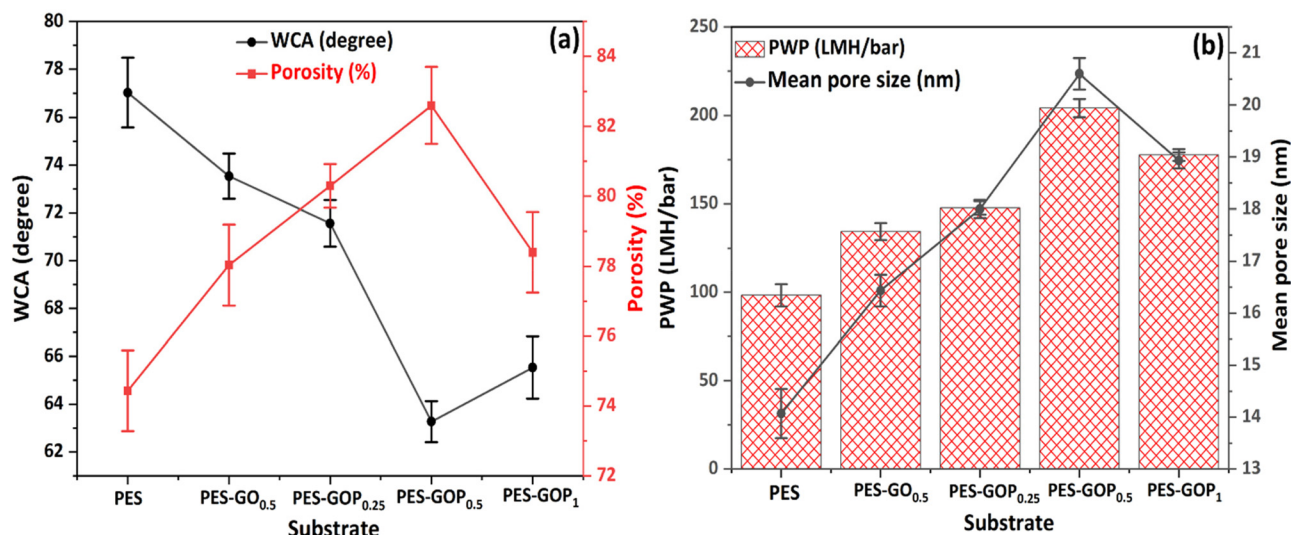 (a)
WCA (degree)
Porosity (%)
80
78
76
74
72
70
68
66
64
62
WCA (degree)
84
82
80
78
76
74
72
Porosity (%)
PES PES-GO0.5 PES-GOP0.25 PES-GOP0.5 PES-GOP1
Substrate
(b)
PWP (LMH/bar)
Mean pore size (nm)
250
200
150
100
50
0
PWP (LMH/bar)
21
20
19
18
17
16
15
14
13
Mean pore size (nm)
PES PES-GO0.5 PES-GOP0.25 PES-GOP0.5 PES-GOP1
Substrate